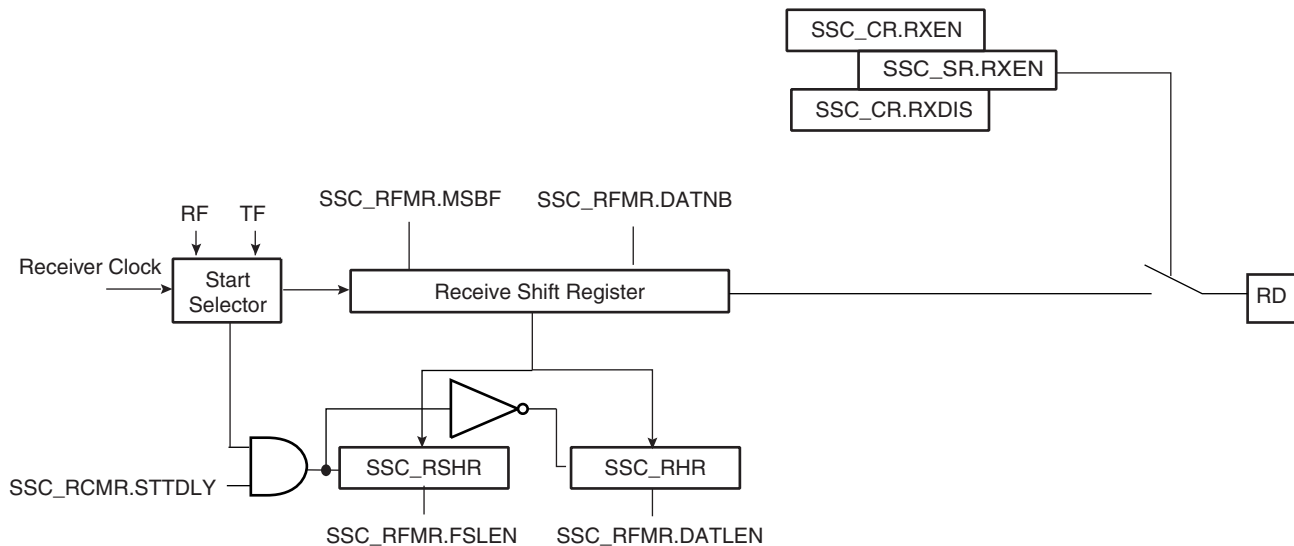 SSC_CR.RXEN
SSC_SR.RXEN
SSC_CR.RXDIS
SSC_RFMR.MSBF
SSC_RFMR.DATNB
RF
TF
Receiver Clock
Start
Selector
Receive Shift Register
RD
SSC_RSHR
SSC_RHR
SSC_RCMR.STTDLY
SSC_RFMR.FSLEN
SSC_RFMR.DATLEN